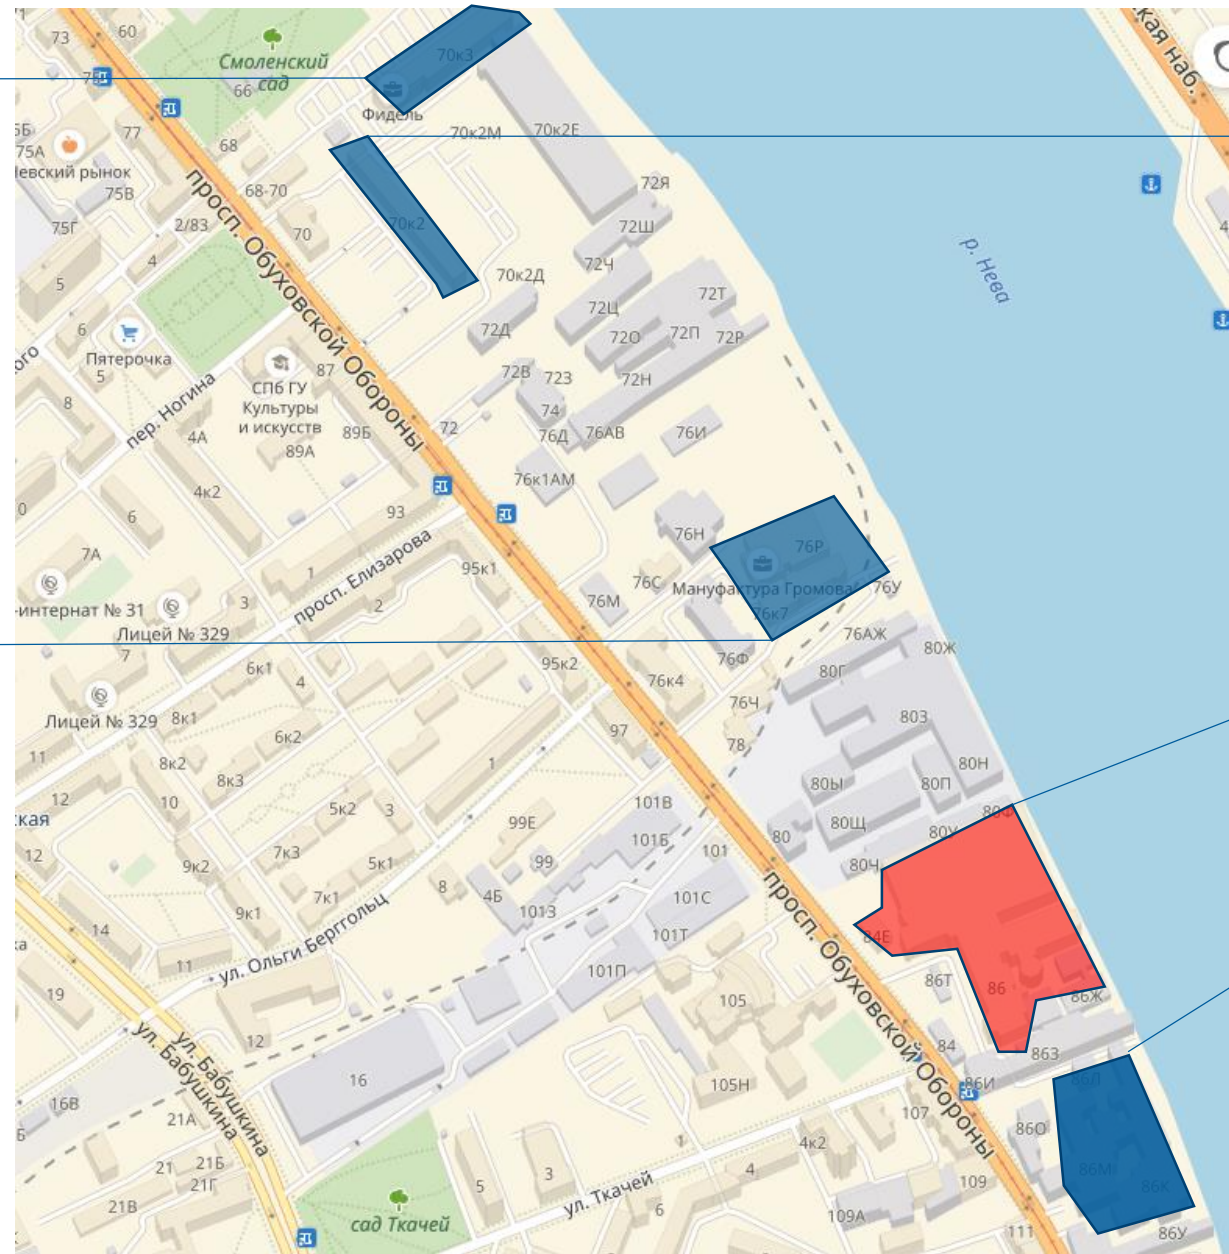 73
60
71
75
Смоленский
сад
66
70к3
ская наб.
Фидель
77
75А
Невский рынок
75В
75Г
68
70к2М
70к2Е
68-70
72Я
2/83
70
70к2
72Ш
4
72Ч
р. Нева
5
70к2Д
72Т
просп. Обуховской Обороны
72Ц
72Д
72О
72П
72Р
6
Пятерочка
5
87
СПб ГУ
Культуры
и искусств
72В
723
72Н
8
пер. Ногина
74
4А
89Б
72
76Д
76АВ
76И
89А
76к1АМ
4к2
0
6
93
76Н
76Р
7А
просп. Елизарова
95к1
1
76С
Мануфактура Громова
76У
-интернат № 31
3
2
76М
76к7
Лицей № 329
76АЖ
7
76Ф
80Ж
6к1
95к2
80Г
4
76к4
Лицей № 329
8к1
76Ч
803
6к2
97
78
11
8к2
80Н
8к3
1
80Ы
80П
12
10
5к2
3
101В
99Е
80
80Щ
80У
80Ф
ская
101Б
12
7к3
101
5к1
99
80Ч
9к2
8
4Б
101С
7к1
1013
9к1
101Т
84Е
14
ул. Ольги Берггольц
просп. Обуховской Обороны
11
101П
86Т
86
86Ж
19
105
12
84
863
ул. Бабушкина
ул. Бабушкина
16
86И
86Л
105Н
16В
107
21А
86О
1
4к2
21
21Б
21Г
3
4
86М
5
109
86К
21В
сад Ткачей
ул. Ткачей
6
109А
111
86У